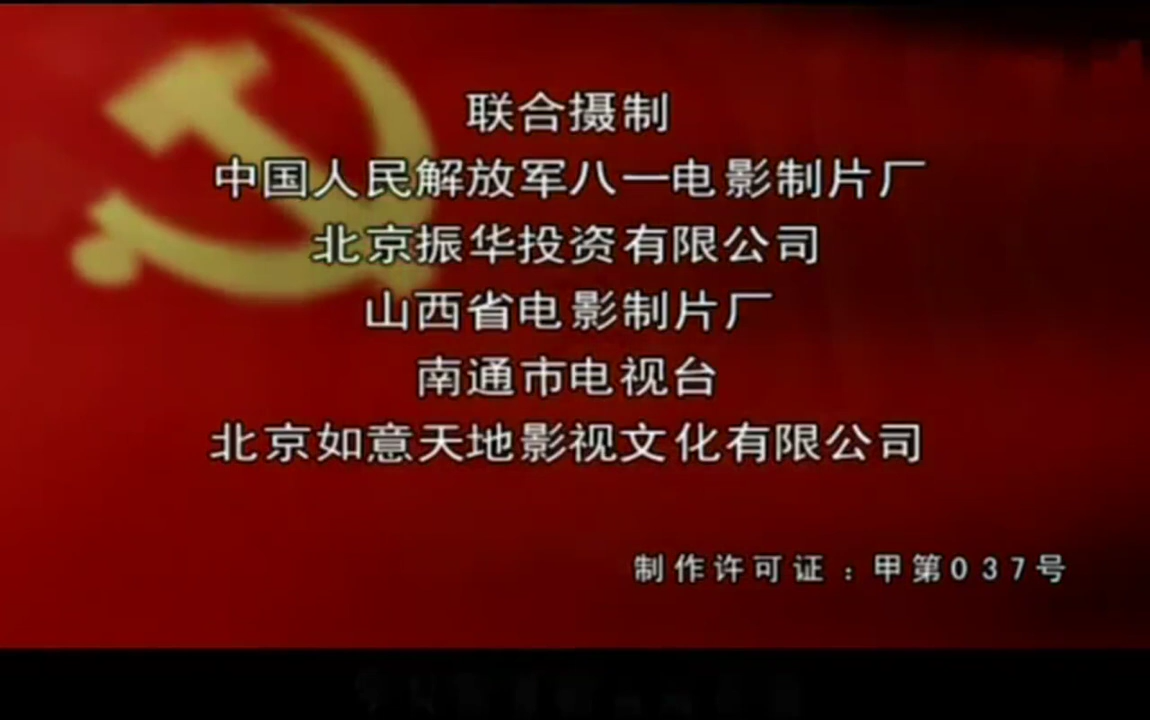 联合摄制
中国人民解放军八一电影制片厂
北京振华投资有限公司
山西省电影制片厂
南通市电视台
北京如意天地影视文化有限公司
制作许可证：甲第037号